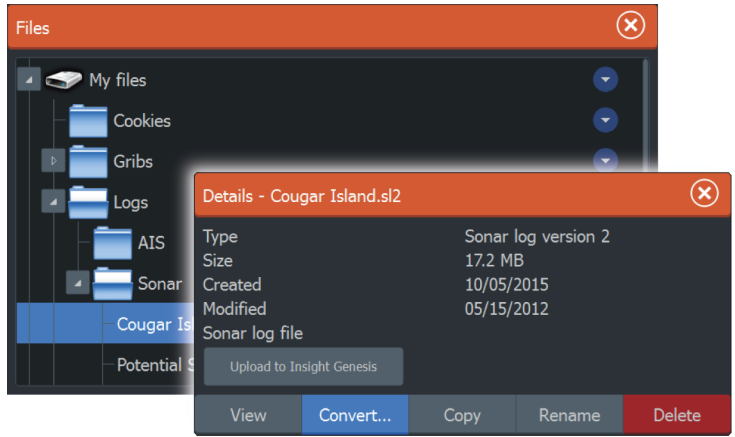 Files
My files
Cookies
Gribs
Logs
AIS
Sonar
Cougar
Potential
Details - Cougar Island.sl2
Type Sonar log version 2
Size 17.2 MB
Created 10/05/2015
Modified 05/15/2012
Sonar log file
Upload to Insight Genesis
View Convert... Copy Rename Delete